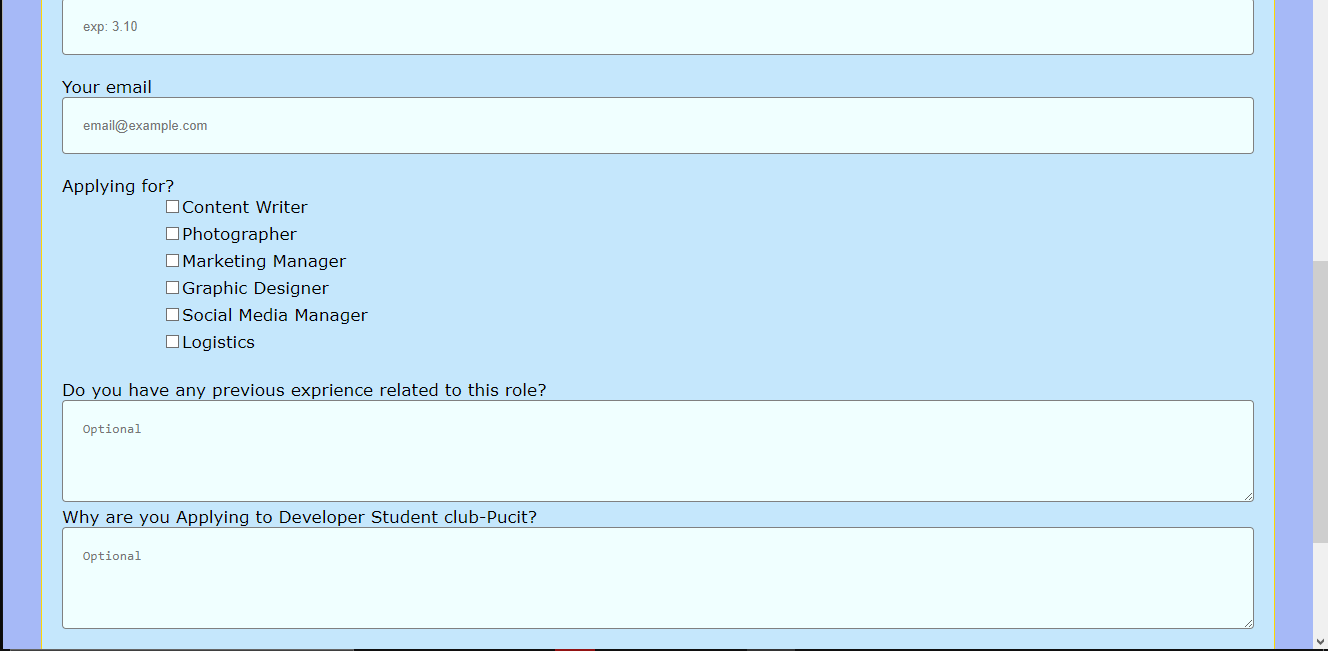 exp: 3.10
Your email
email@example.com
Applying for?
Content Writer
Photographer
Marketing Manager
Graphic Designer
Social Media Manager
Logistics
Do you have any previous exprience related to this role?
Optional
Why are you Applying to Developer Student club-Pucit?
Optional